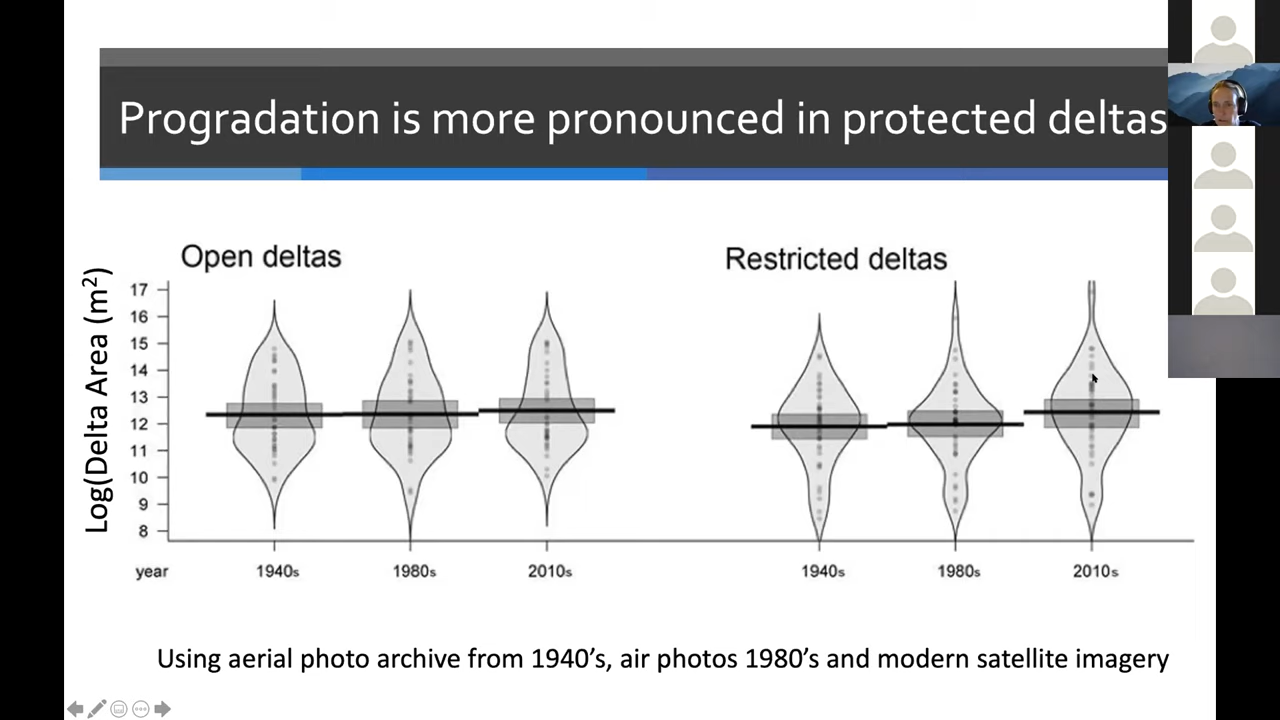 Progradation is more pronounced in protected deltas
Open deltas
Restricted deltas
Log(Delta Area (m²)
17
16
15
14
13
12
11
10
9
8
year
1940s
1980s
2010s
1940s
1980s
2010s
Using aerial photo archive from 1940's, air photos 1980's and modern satellite imagery